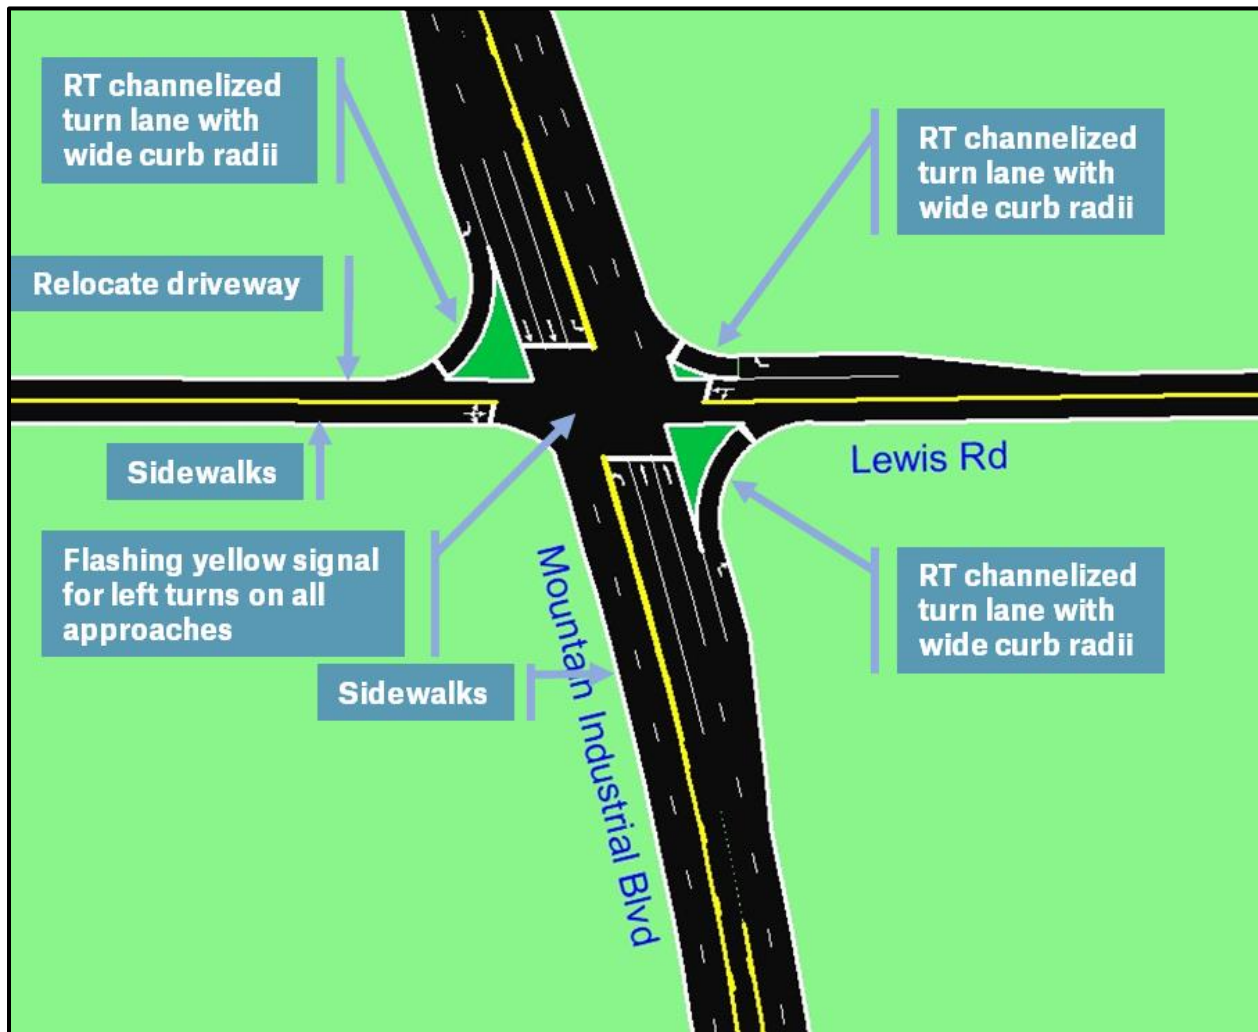 RT channelized
turn lane with
wide curb radii
RT channelized
turn lane with
wide curb radii
Relocate driveway
Sidewalks
Lewis Rd
Flashing yellow signal
for left turns on all
approaches
Mountain Industrial Blvd
RT channelized
turn lane with
wide curb radii
Sidewalks